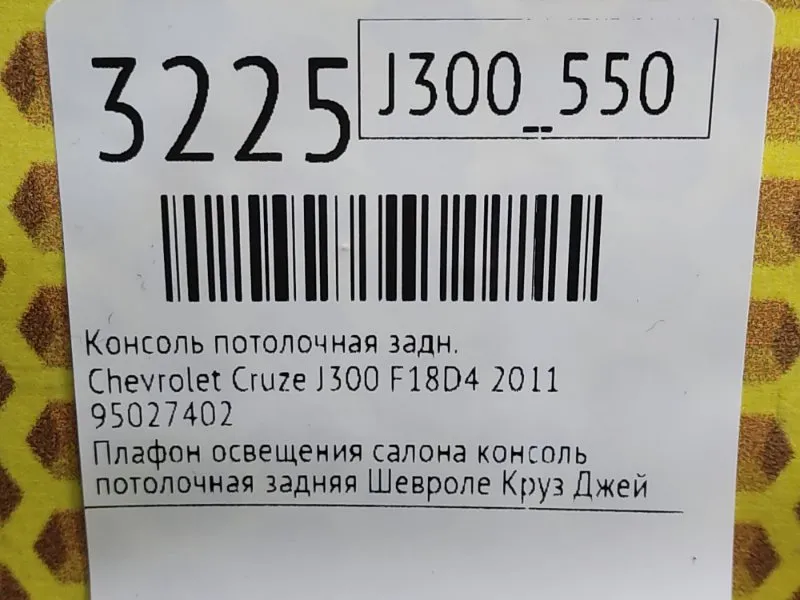 3225
J300_550
Консоль потолочная задн.
Chevrolet Cruze J300 F18D4 2011
95027402
Плафон освещения салона консоль
потолочная задняя Шевроле Круз Джей